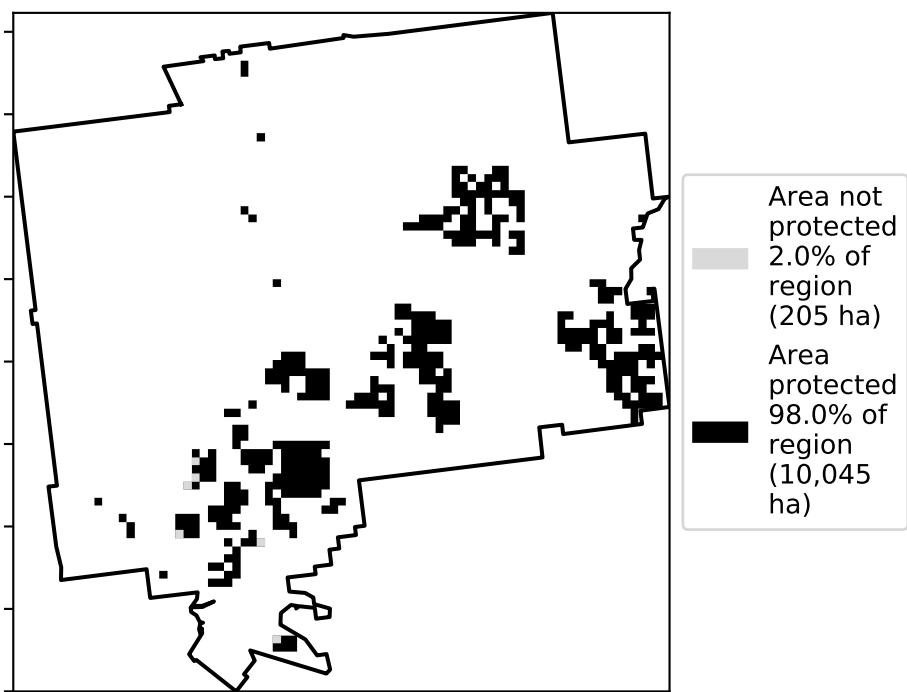 Area not
protected
2.0% of
region
(205 ha)
Area
protected
98.0% of
region
(10,045
ha)